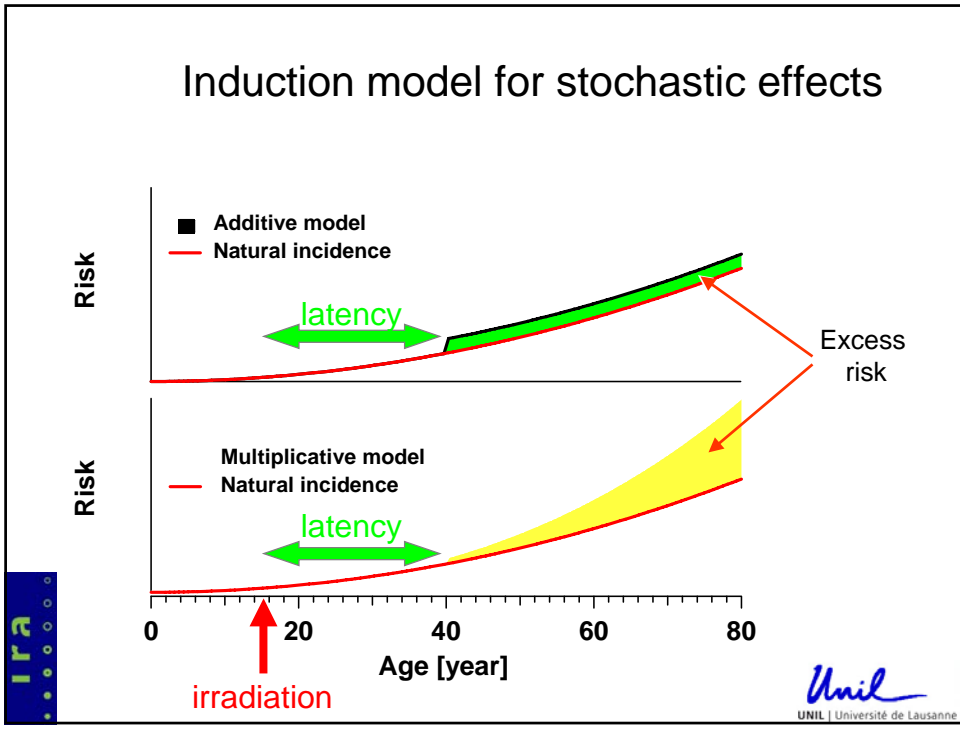 Induction model for stochastic effects
Additive model
Natural incidence
Risk
latency
Excess
risk
Multiplicative model
Natural incidence
Risk
latency
0 20 40 60 80
Age [year]
irradiation
ira
Unil
UNIL | Université de Lausanne